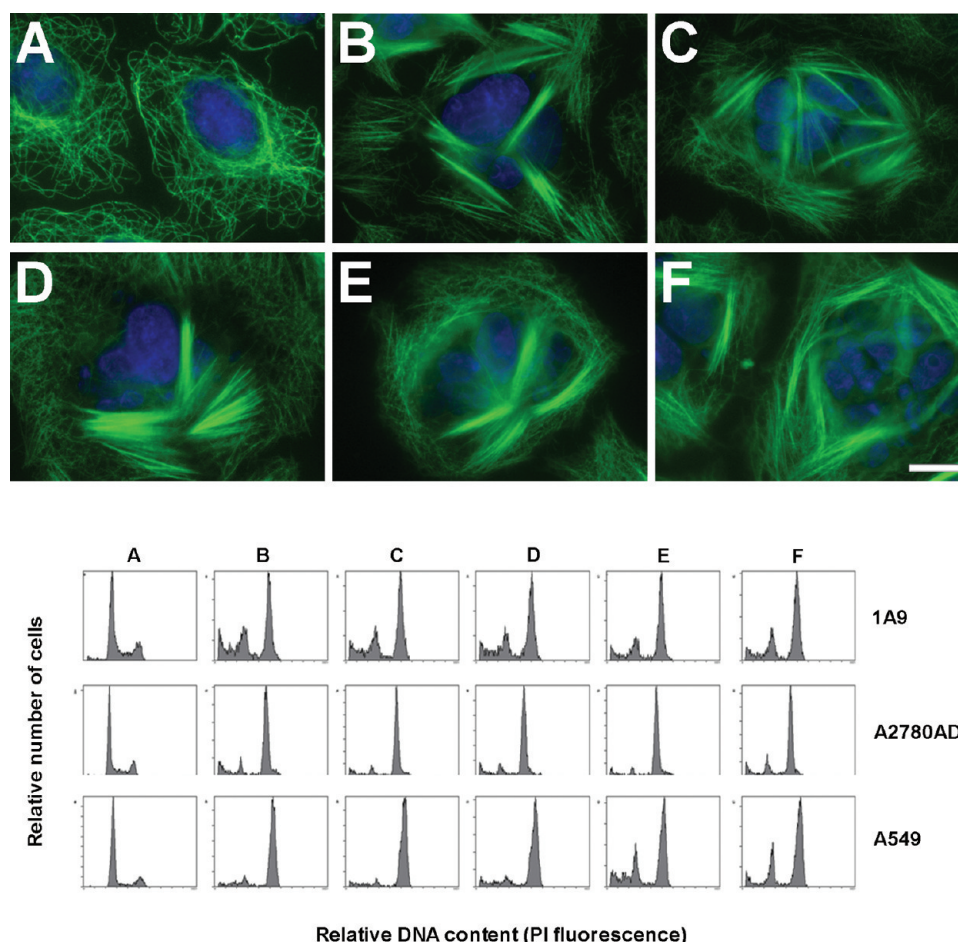 A B C
D E F
A B C D E F
1A9
A2780AD
A549
Relative number of cells
Relative DNA content (PI fluorescence)